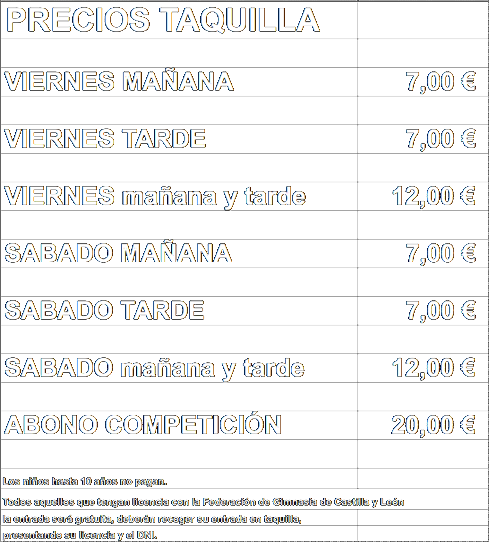 PRECIOS TAQUILLA
VIERNES MAÑANA 7,00 €
VIERNES TARDE 7,00 €
VIERNES mañana y tarde 12,00 €
SABADO MAÑANA 7,00 €
SABADO TARDE 7,00 €
SABADO mañana y tarde 12,00 €
ABONO COMPETICIÓN 20,00 €
Los niños hasta 10 años no pagan.
Todos aquellos que tengan licencia con la Federación de Gimnasia de Castilla y León
la entrada será gratuita, deberán recoger su entrada en taquilla,
presentando su licencia y el DNI.